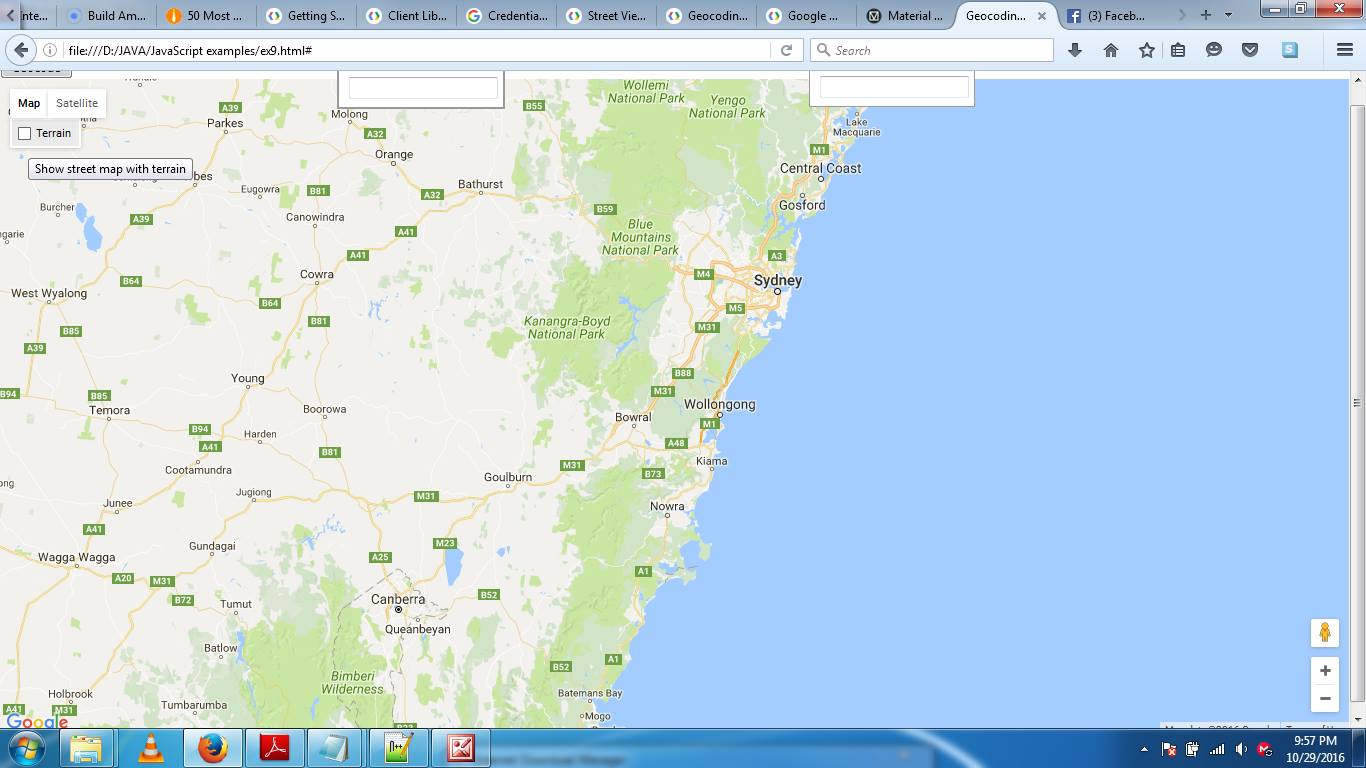 Build Am...
50 Most ...
Getting S...
Client Lib...
Credentia...
Street Vie...
Geocodin...
Google ...
Material ...
Geocodin...
(3) Faceb...
file:///D:/JAVA/JavaScript examples/ex9.html#
Search
Map
Satellite
Terrain
Show street map with terrain
Wollemi
National Park
Yengo
National Park
Lake
Macquarie
A39
B55
Parkes
Molong
A32
M1
Orange
Central Coast
Bathurst
Eugowra
B81
A32
Burcher
Canowindra
B59
Gosford
A39
A41
Blue
Mountains
National Park
A41
A3
Cowra
M4
Sydney
B64
West Wyalong
B64
M5
B81
Kanangra-Boyd
National Park
M31
B85
A39
B88
Young
M31
B94
B85
Temora
Boorowa
Bowral
Wollongong
B94
Harden
M1
A41
B81
A48
Cootamundra
M31
Kiama
Goulburn
B73
Jugiong
M31
Junee
Nowra
A41
Gundagai
M23
Wagga Wagga
A25
A20
M31
A1
B72
Canberra
B52
Tumut
Queanbeyan
Batlow
A1
B52
Bimberi
Wilderness
Holbrook
Batemans Bay
Tumbarumba
A41
M31
Mogo
Google
B23
9:57 PM
10/29/2016